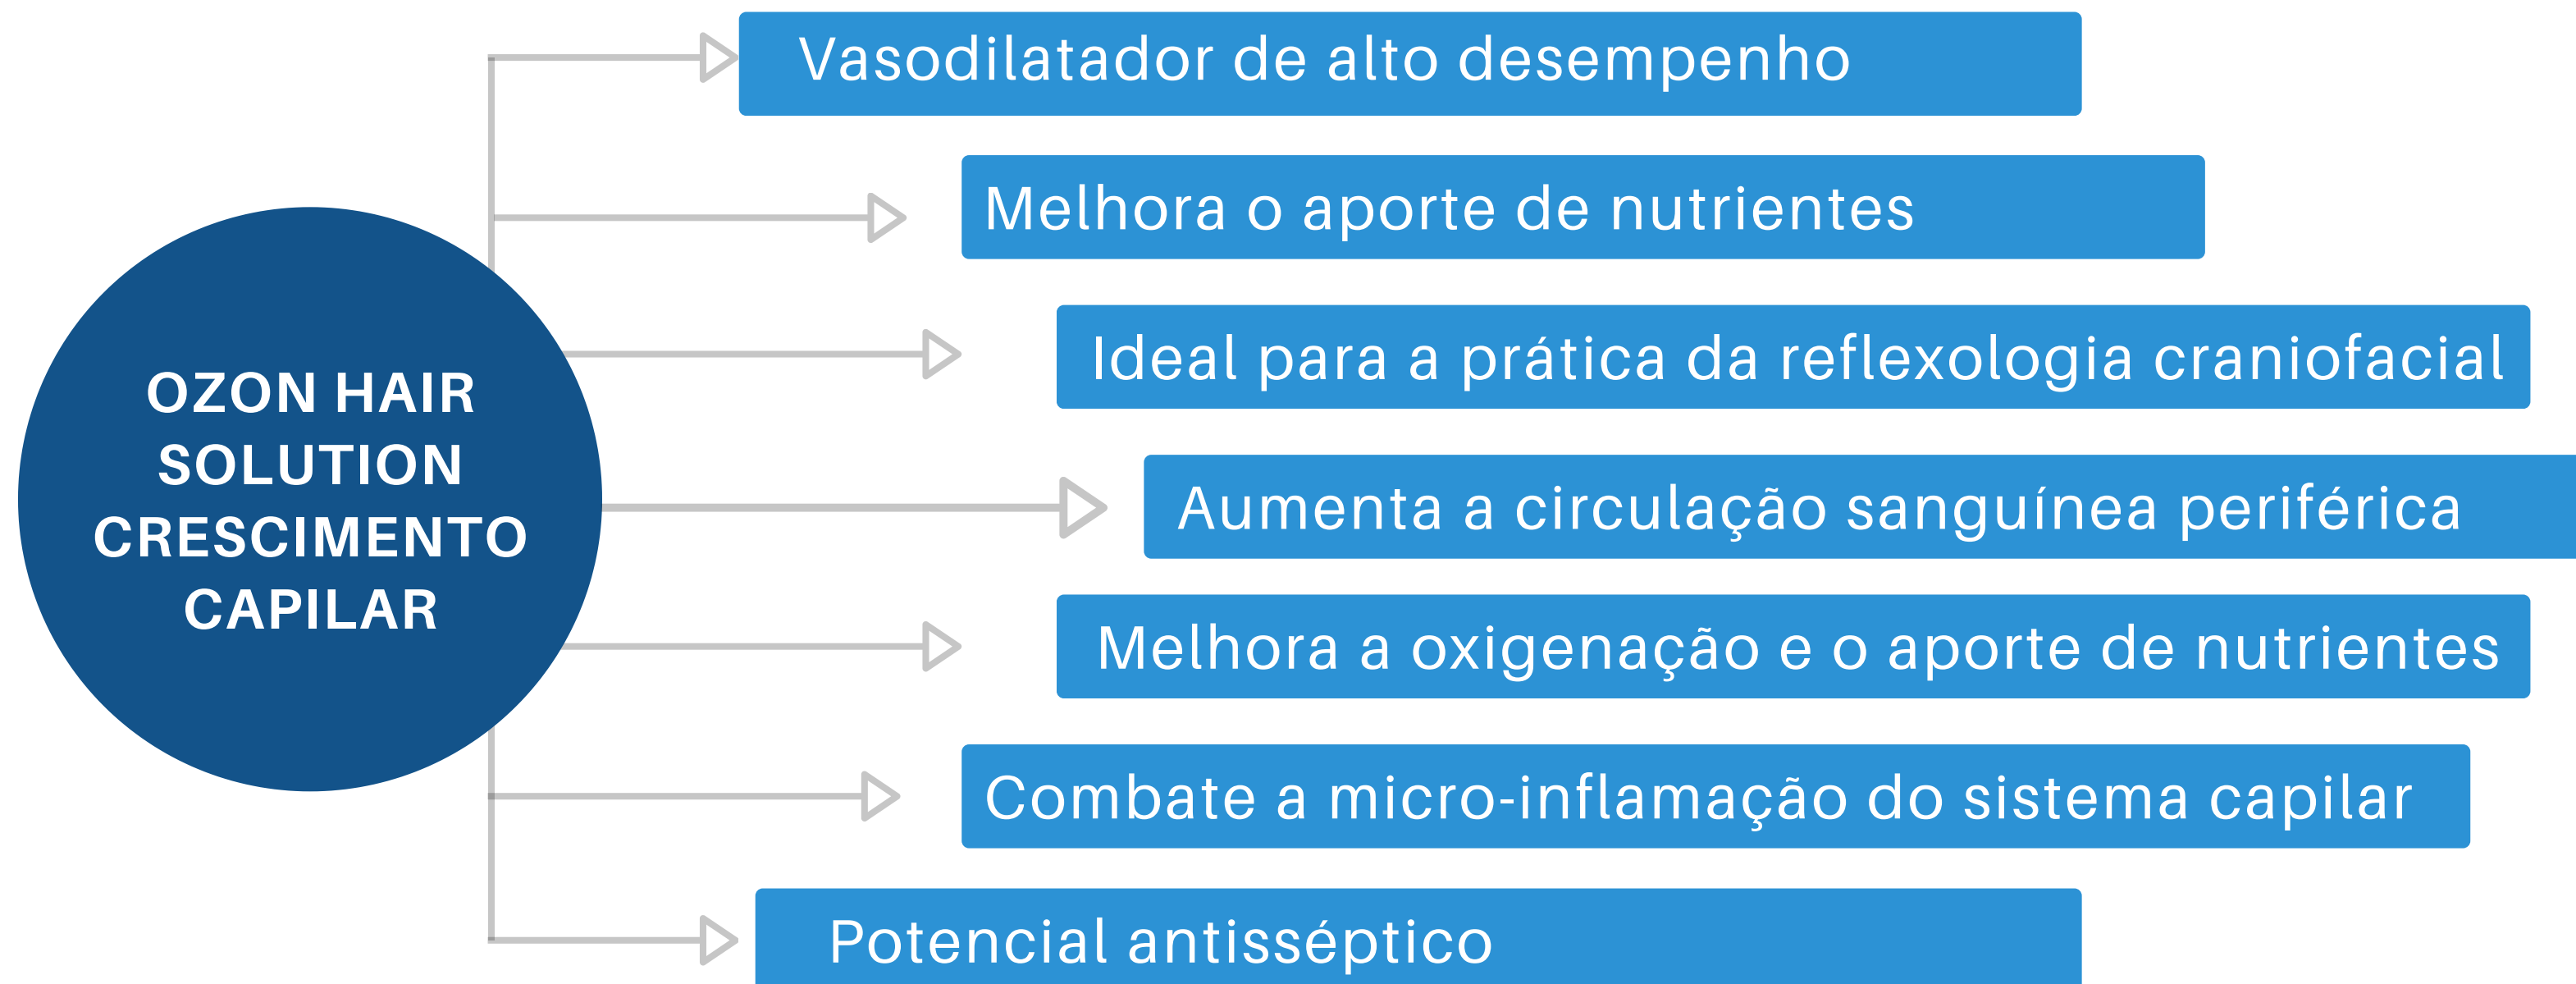 OZON HAIR
SOLUTION
CRESCIMENTO
CAPILAR
Vasodilatador de alto desempenho
Melhora o aporte de nutrientes
Ideal para a prática da reflexologia craniofacial
Aumenta a circulação sanguínea periférica
Melhora a oxigenação e o aporte de nutrientes
Combate a micro-inflamação do sistema capilar
Potencial antisséptico